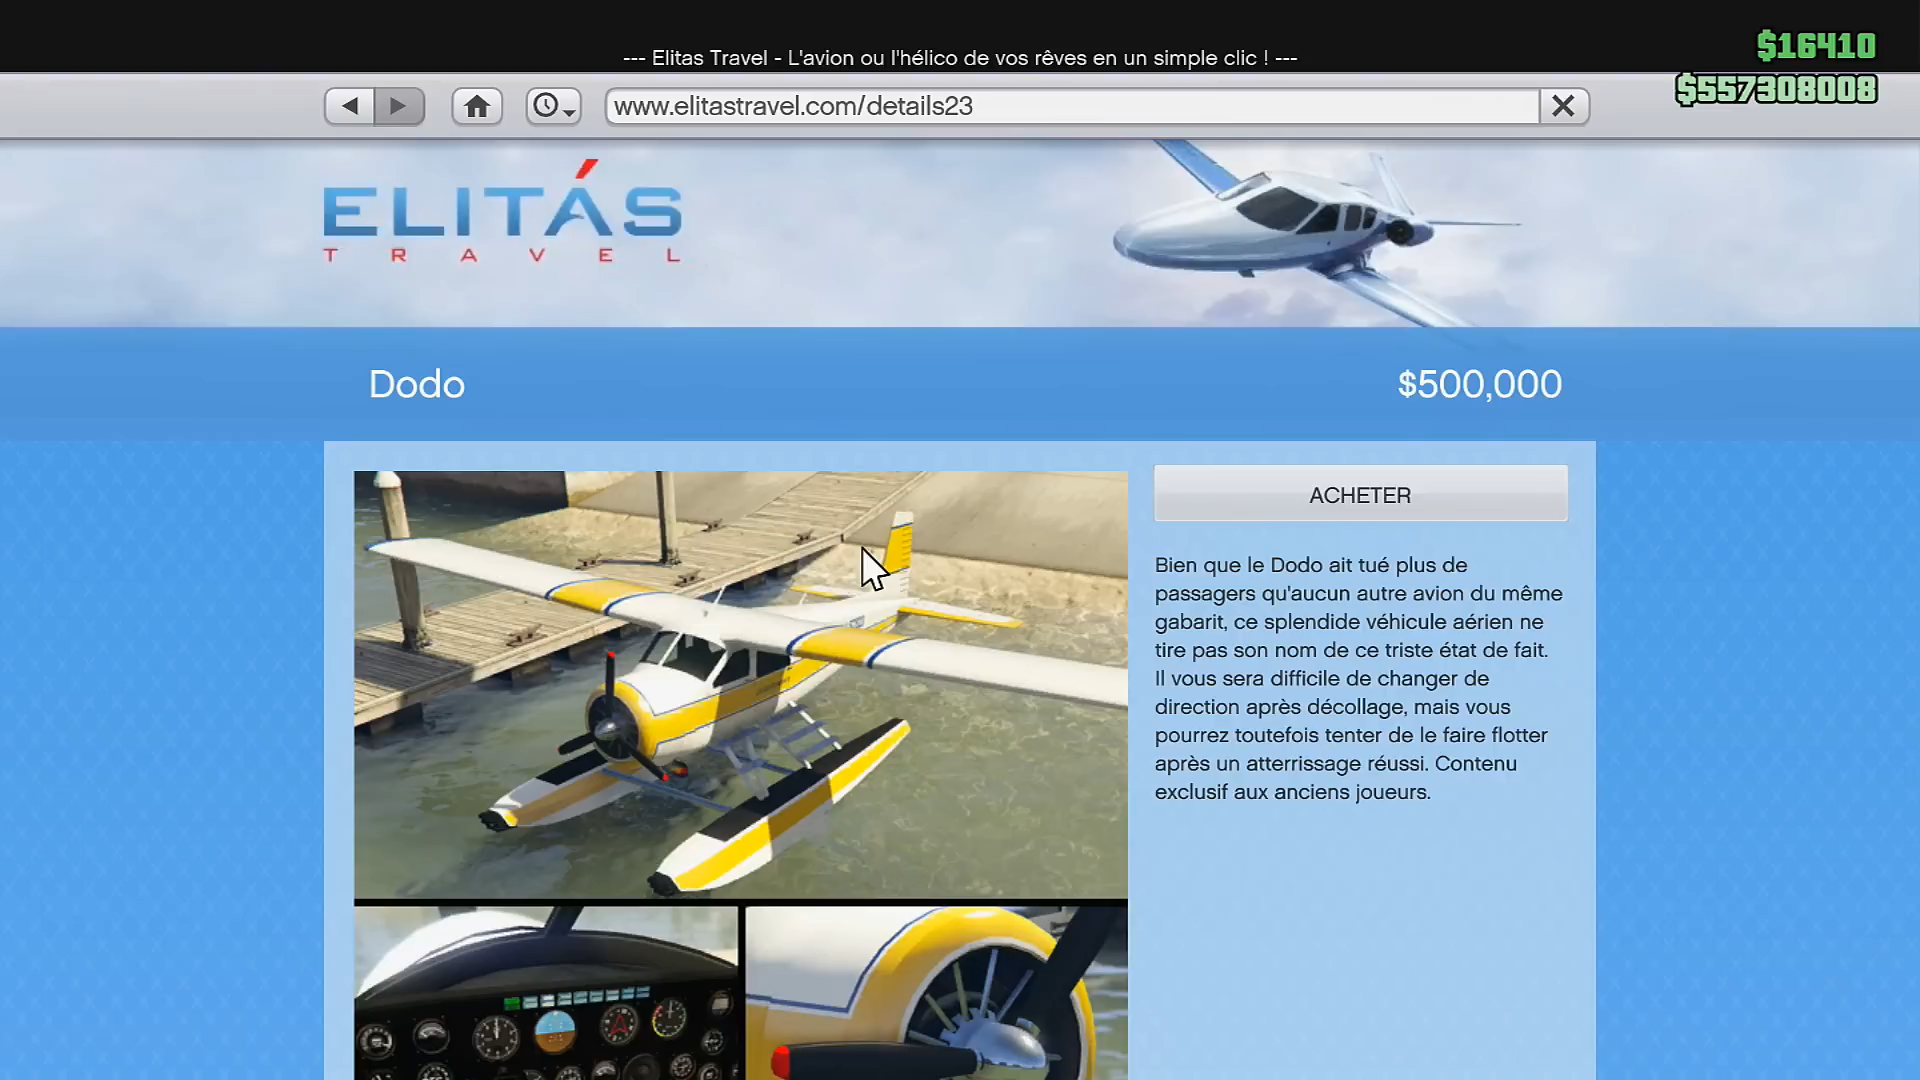 --- Elitas Travel - L'avion ou l'hélico de vos rêves en un simple clic ! ---
$16410
$557308008
www.elitastravel.com/details23
ELITÁS
TRAVEL
Dodo
$500,000
ACHETER
Bien que le Dodo ait tué plus de
passagers qu'aucun autre avion du même
gabarit, ce splendide véhicule aérien ne
tire pas son nom de ce triste état de fait.
Il vous sera difficile de changer de
direction après décollage, mais vous
pourrez toutefois tenter de le faire flotter
après un atterrissage réussi. Contenu
exclusif aux anciens joueurs.